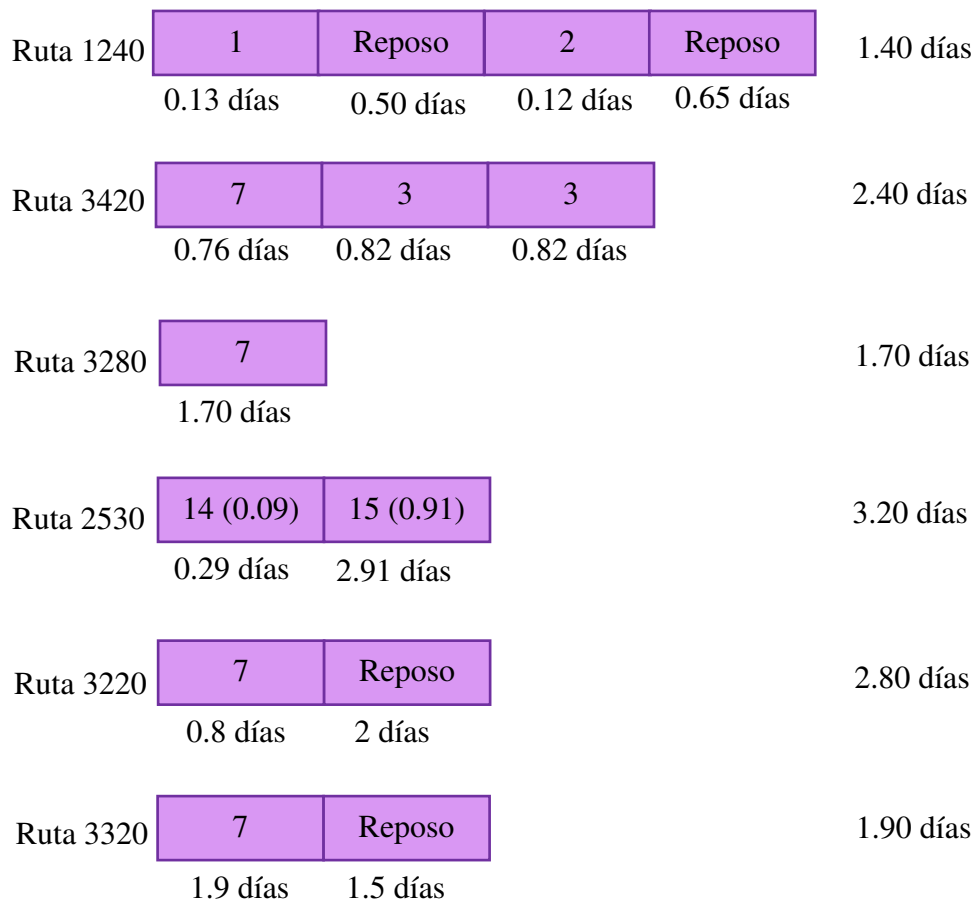 Ruta 1240 1 Reposo 2 Reposo 1.40 días
0.13 días 0.50 días 0.12 días 0.65 días
Ruta 3420 7 3 3 2.40 días
0.76 días 0.82 días 0.82 días
Ruta 3280 7 1.70 días
1.70 días
Ruta 2530 14 (0.09) 15 (0.91) 3.20 días
0.29 días 2.91 días
Ruta 3220 7 Reposo 2.80 días
0.8 días 2 días
Ruta 3320 7 Reposo 1.90 días
1.9 días 1.5 días